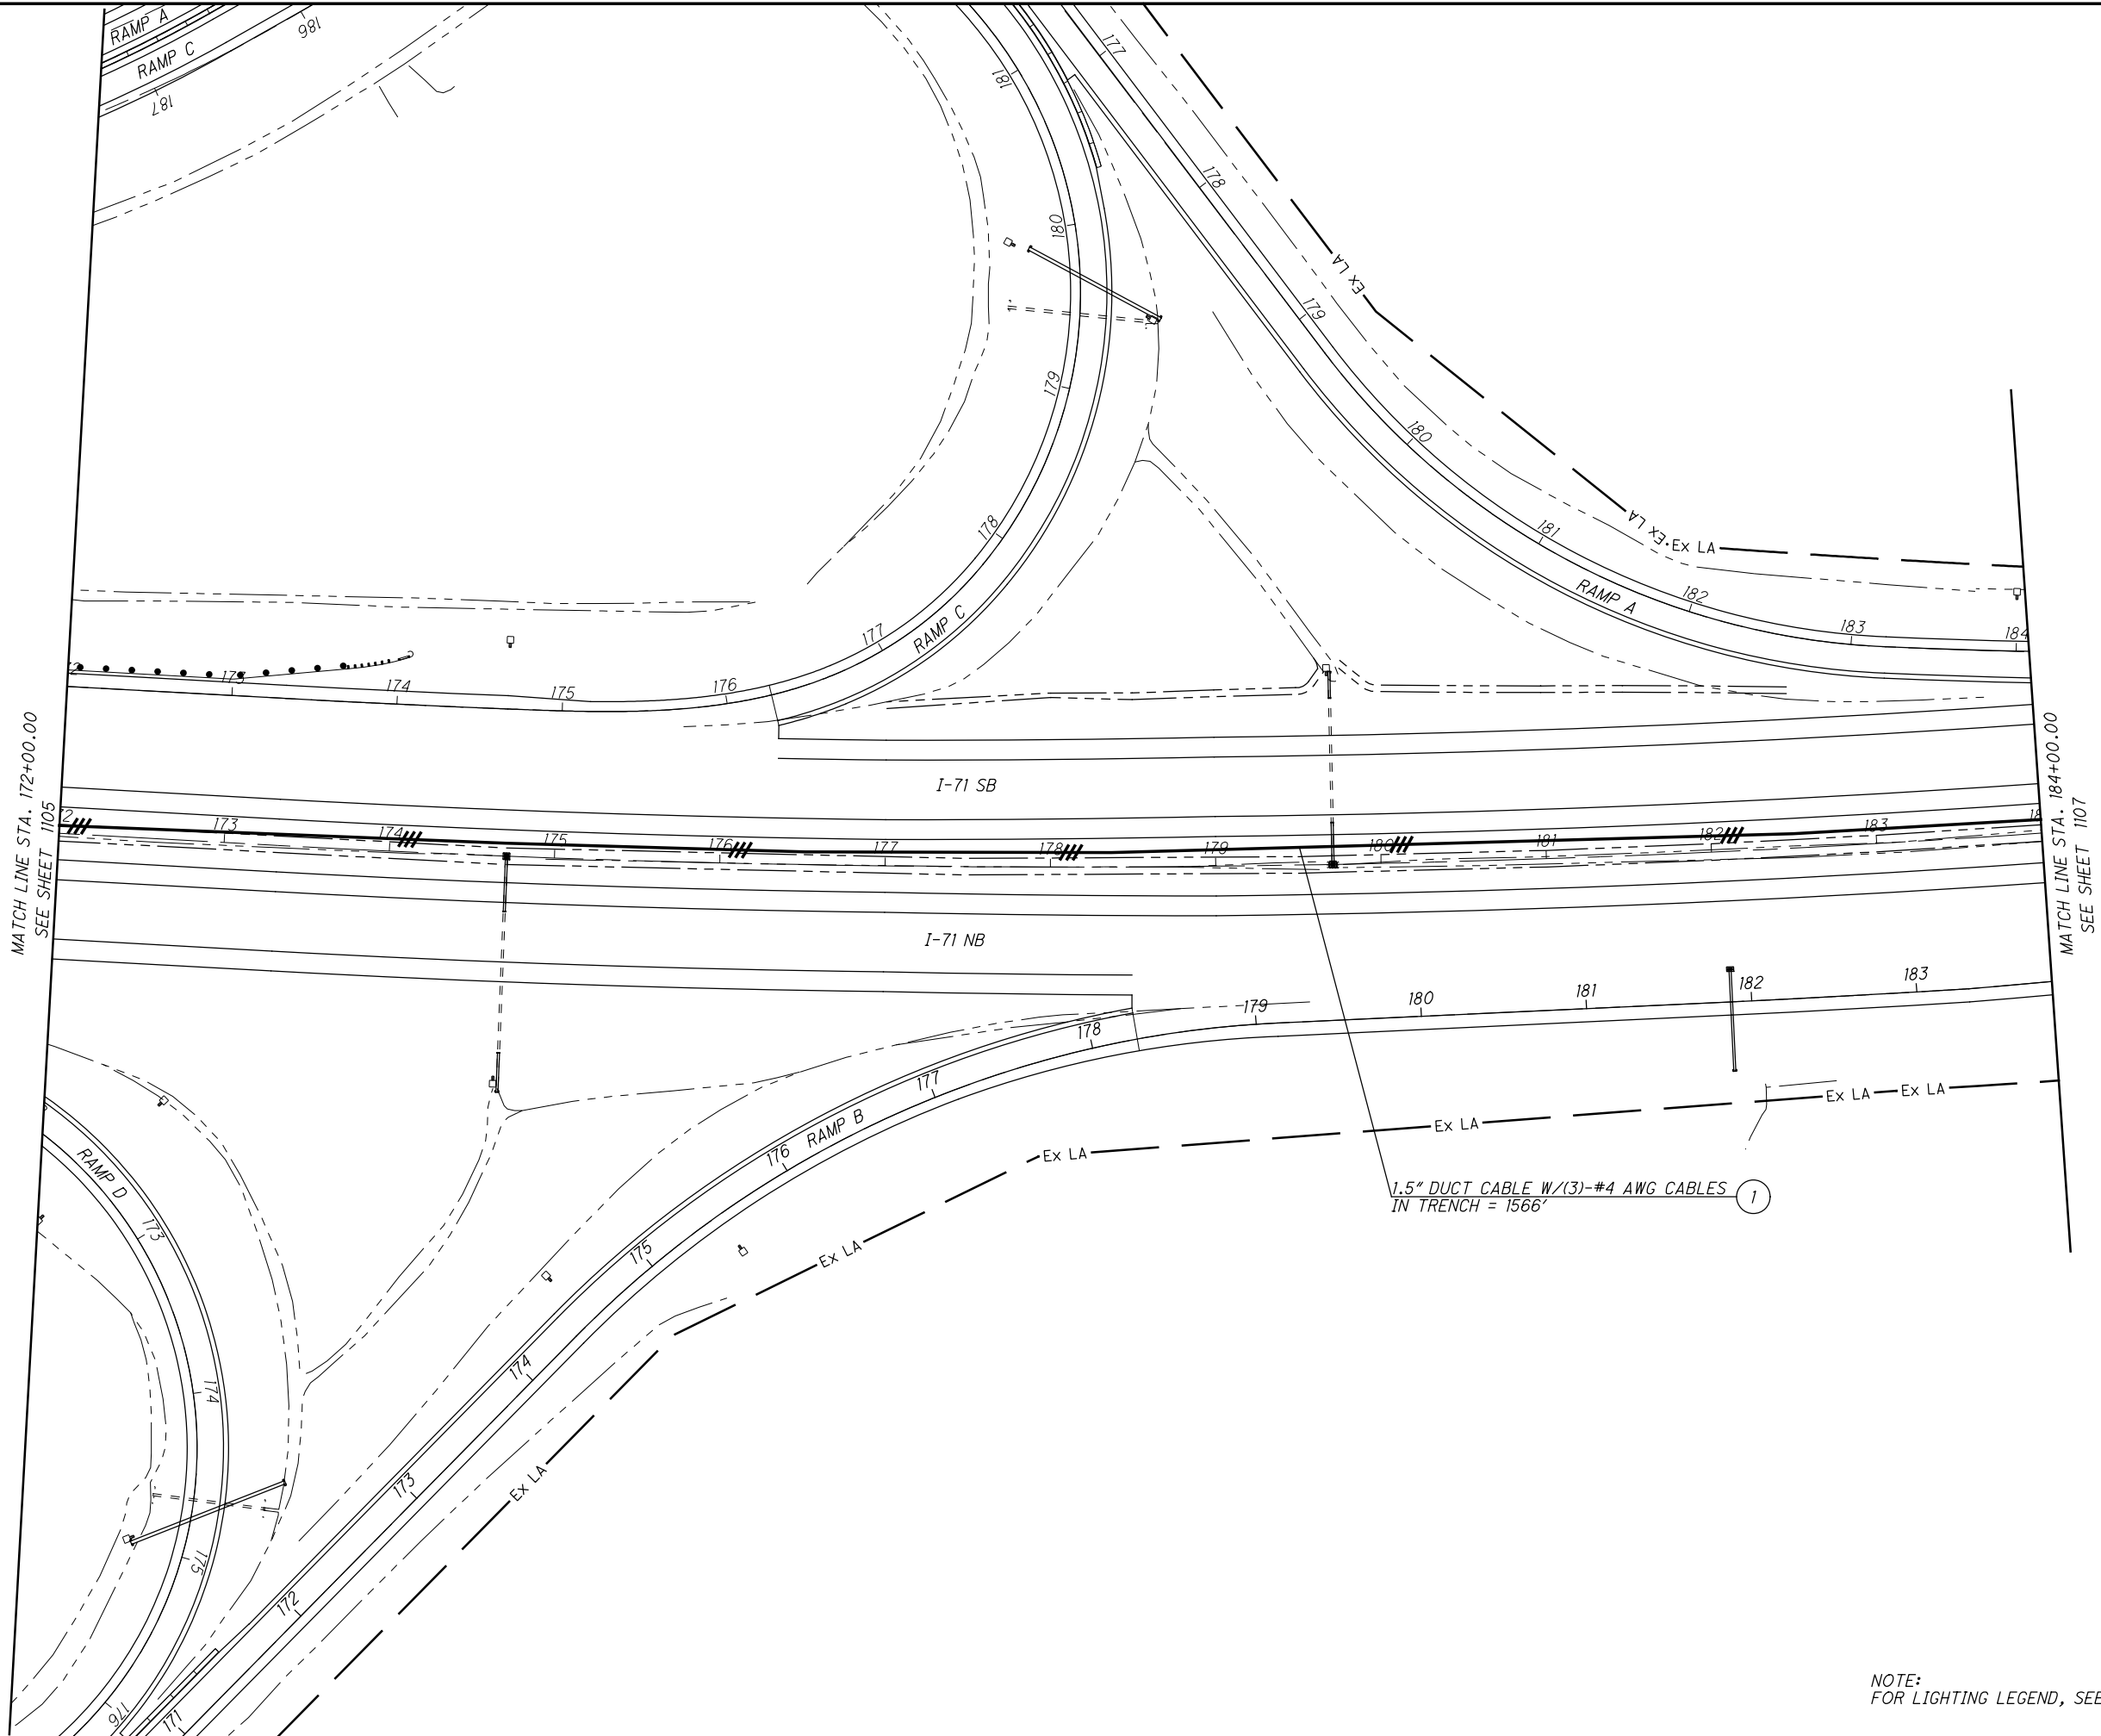 RAMP A
RAMP C
186
187
181
177
178
180
179
Ex LA
179
180
178
181
Ex LA
Ex LA
RAMP A
182
183
184
177
RAMP C
173
174
175
176
MATCH LINE STA. 172+00.00
SEE SHEET 1105
I-71 SB
MATCH LINE STA. 184+00.00
SEE SHEET 1107
173
174
175
176
177
178
179
180
181
182
183
I-71 NB
178
179
180
181
182
183
177
RAMP B
176
175
174
173
172
171
Ex LA
Ex LA
Ex LA
Ex LA
Ex LA
Ex LA
1.5" DUCT CABLE W/(3)-#4 AWG CABLES
IN TRENCH = 1566'
1
RAMP D
173
174
175
176
NOTE:
FOR LIGHTING LEGEND, SEE